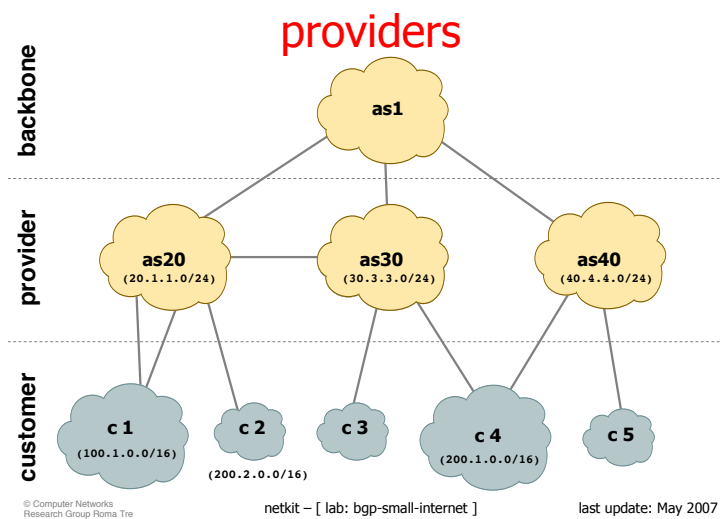 providers
backbone
as1
provider
as20
(20.1.1.0/24)
as30
(30.3.3.0/24)
as40
(40.4.4.0/24)
customer
c 1
(100.1.0.0/16)
c 2
(200.2.0.0/16)
c 3
c 4
(200.1.0.0/16)
c 5
© Computer Networks
Research Group Roma Tre
netkit – [ lab: bgp-small-internet ]
last update: May 2007